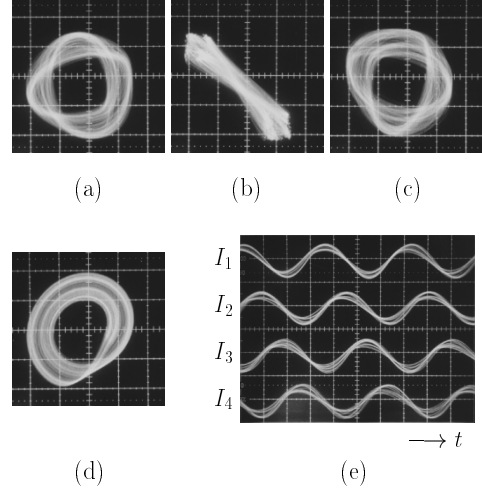 (a) (b) (c)
I₁
I₂
I₃
I₄
→ t
(d) (e)